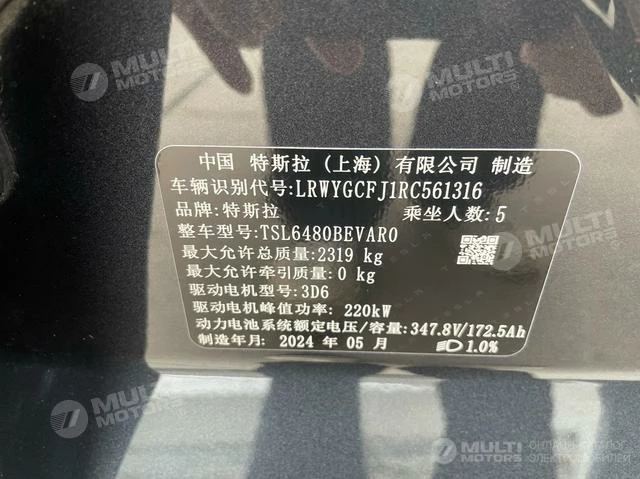 MULTI MOTORS
MULTI MOTORS
中国 特斯拉(上海)有限公司 制造
车辆识别代号:LRWYGCFJ1RC561316
品牌:特斯拉 乘坐人数:5
整车型号:TSL6480BEVAR0
最大允许总质量:2319 kg
最大允许牵引质量:0 kg
驱动电机型号:3D6
驱动电机峰值功率: 220kW
动力电池系统额定电压/容量:347.8V/172.5Ah
制造年月: 2024 年 05 月 1.0%
MULTI MOTORS
MULTI MOTORS
ОНЛАЙН-КАТАЛОГ
ЭЛЕКТРОМОБИЛЕЙ